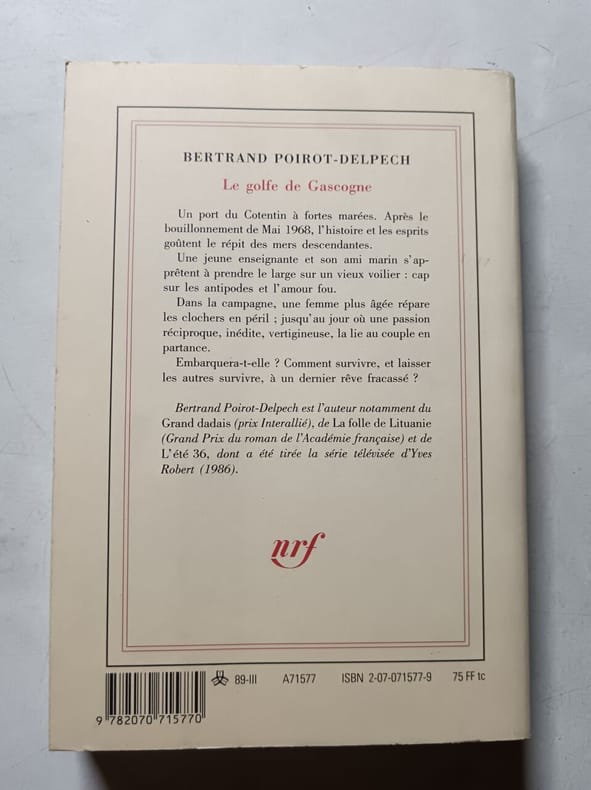 BERTRAND POIROT-DELPECH
Le golfe de Gascogne
Un port du Cotentin à fortes marées. Après le
bouillonnement de Mai 1968, l'histoire et les esprits
goûtent le répit des mers descendantes.
Une jeune enseignante et son ami marin s'ap-
prêtent à prendre le large sur un vieux voilier : cap
sur les antipodes et l'amour fou.
Dans la campagne, une femme plus âgée répare
les clochers en péril ; jusqu'au jour où une passion
réciproque, inédite, vertigineuse, la lie au couple en
partance.
Embarquera-t-elle ? Comment survivre, et laisser
les autres survivre, à un dernier rêve fracassé ?
Bertrand Poirot-Delpech est l'auteur notamment du
Grand dadais (prix Interallié), de La folle de Lituanie
(Grand Prix du roman de l'Académie française) et de
L'été 36, dont a été tirée la série télévisée d'Yves
Robert (1986).
nrf
89-III A71577 ISBN 2-07-071577-9 75 FF tc
9 782070 715770